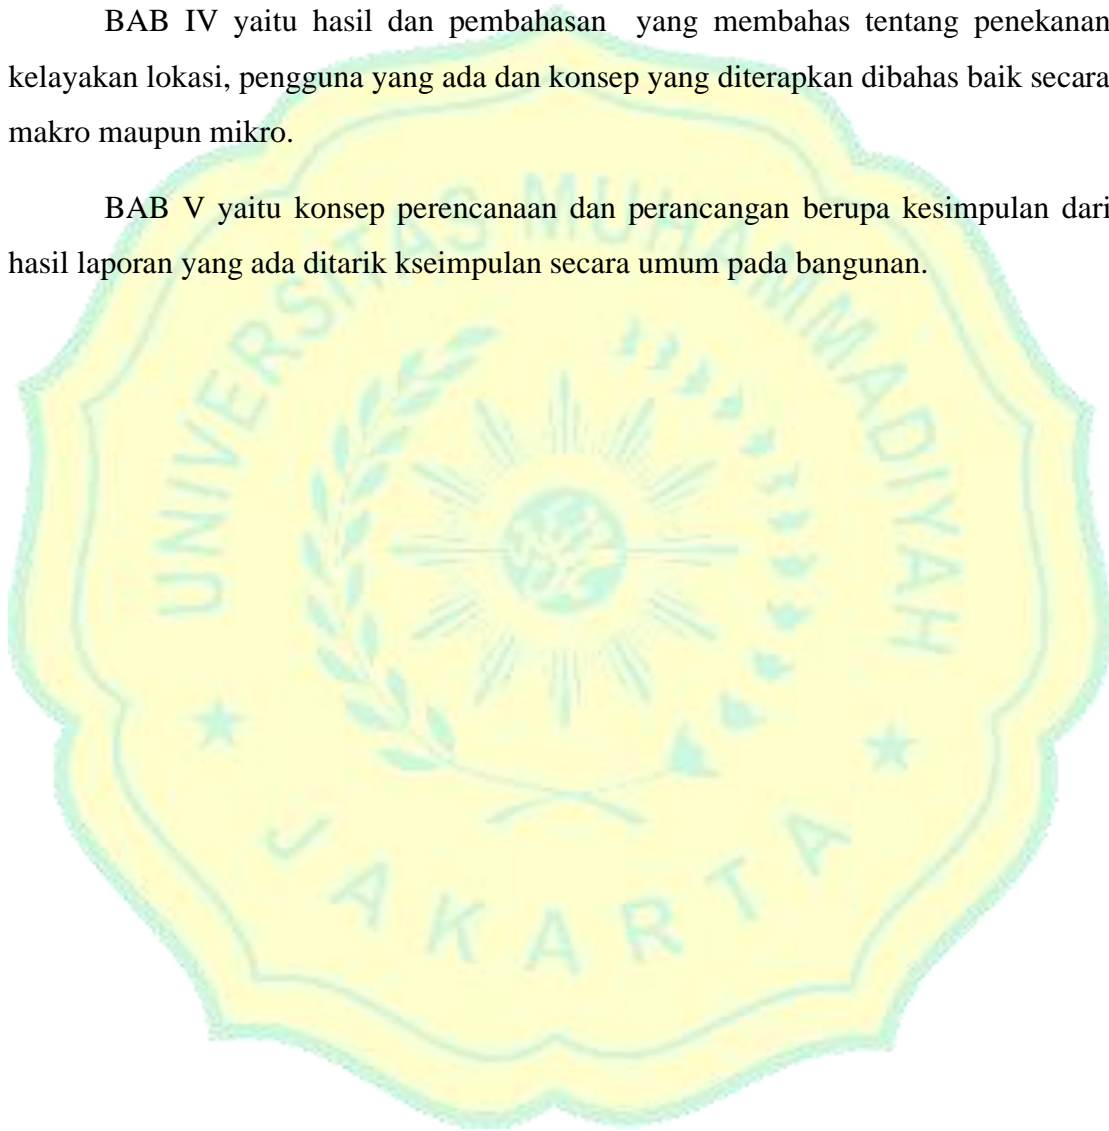 BAB IV yaitu hasil dan pembahasan yang membahas tentang penekanan
kelayakan lokasi, pengguna yang ada dan konsep yang diterapkan dibahas baik secara
makro maupun mikro.
BAB V yaitu konsep perencanaan dan perancangan berupa kesimpulan dari
hasil laporan yang ada ditarik kseimpulan secara umum pada bangunan.
UNIVERSITAS MUHAMMADIYAH
JAKARTA